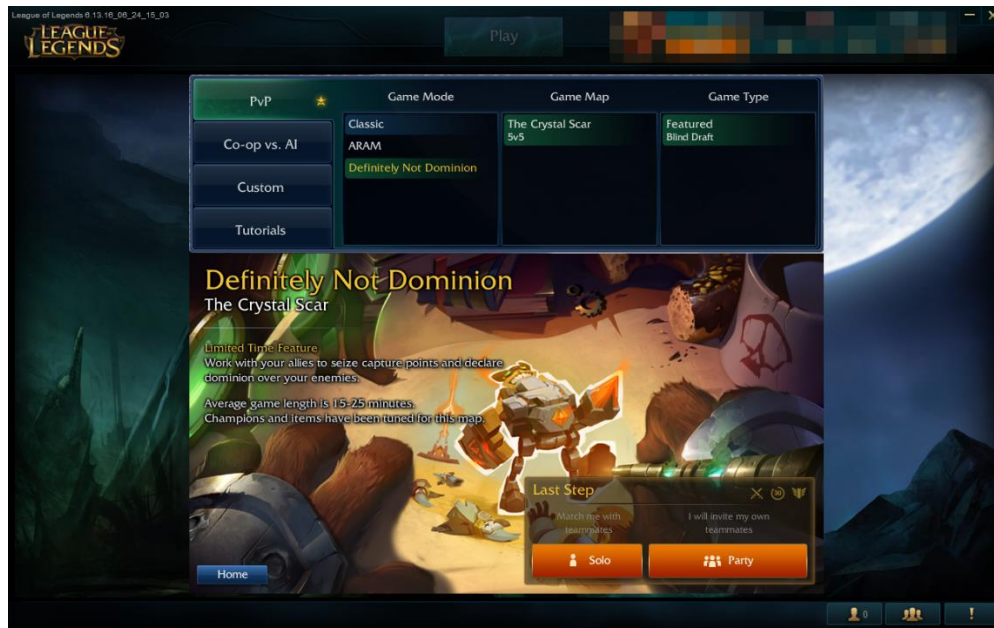 League of Legends 6.13.16_06_24_15_03
LEAGUE
of
LEGENDS
Play
PvP
Co-op vs. AI
Custom
Tutorials
Game Mode
Classic
ARAM
Definitely Not Dominion
Game Map
The Crystal Scar
5v5
Game Type
Featured
Blind Draft
Definitely Not Dominion
The Crystal Scar
Limited Time Feature
Work with your allies to seize capture points and declare
dominion over your enemies.
Average game length is 15-25 minutes.
Champions and items have been tuned for this map.
Last Step
30
Match me with
teammates
I will invite my own
teammates
Solo
Party
Home
0